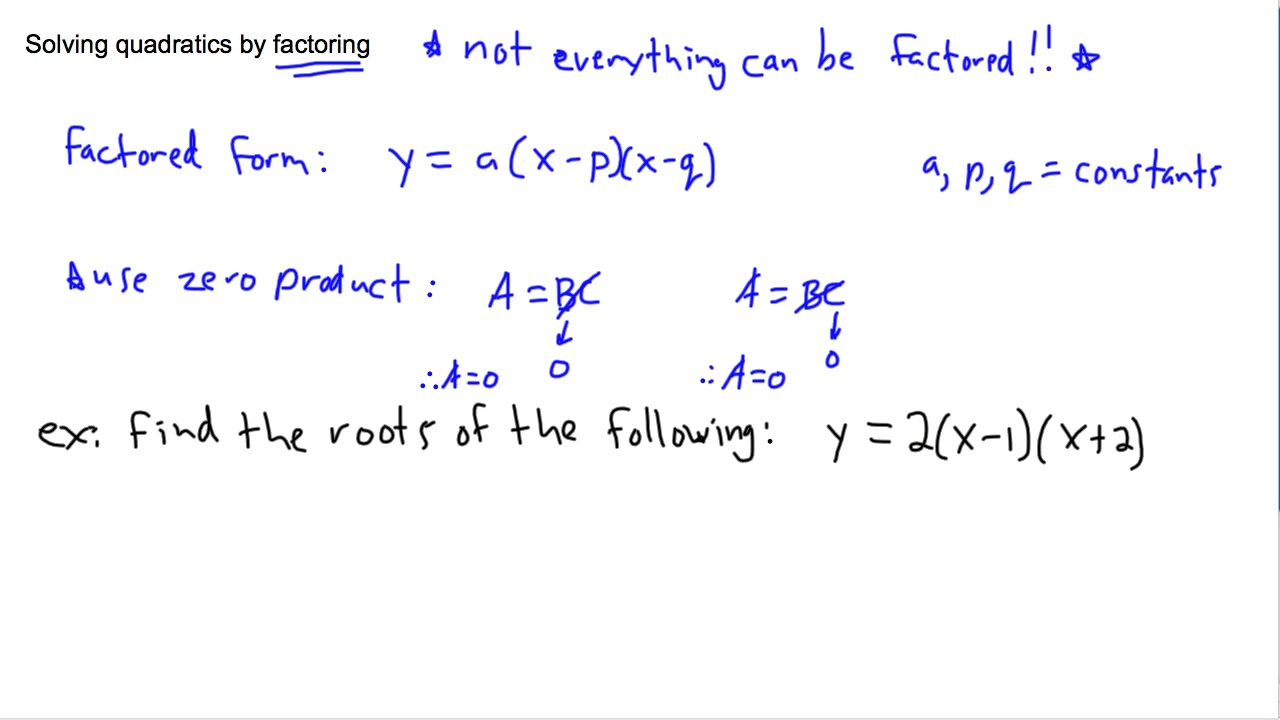 Solving quadratics by factoring ☆ not everything can be factored!! ☆
factored form: y = a(x-p)(x-q) a, p, q = constants
☆ use zero product: A = BC A = BC
↓ ↓
∴A=0 0 ∴A=0 0
ex. find the roots of the following: y = 2(x-1)(x+2)